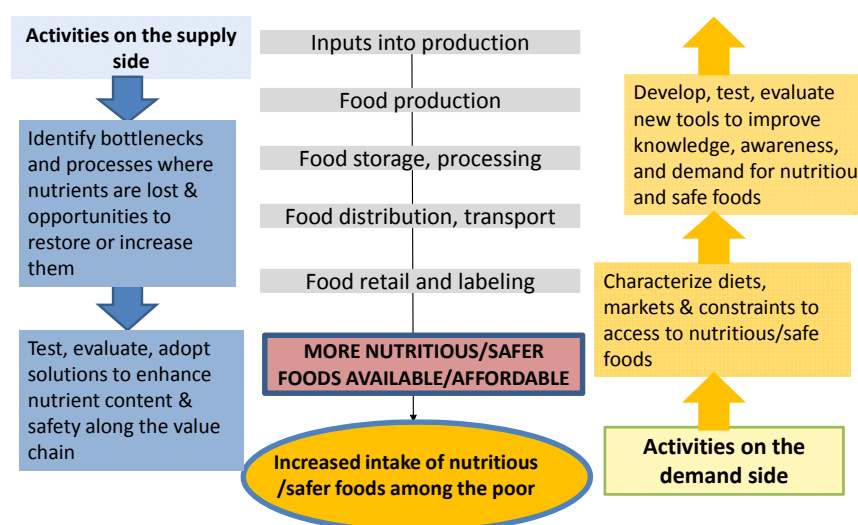 Activities on the supply
side
Identify bottlenecks
and processes where
nutrients are lost &
opportunities to
restore or increase
them
Test, evaluate, adopt
solutions to enhance
nutrient content &
safety along the value
chain
Inputs into production
Food production
Food storage, processing
Food distribution, transport
Food retail and labeling
MORE NUTRITIOUS/SAFER
FOODS AVAILABLE/AFFORDABLE
Increased intake of nutritious
/safer foods among the poor
Develop, test, evaluate
new tools to improve
knowledge, awareness,
and demand for nutritiou
and safe foods
Characterize diets,
markets & constraints to
access to nutritious/safe
foods
Activities on the
demand side